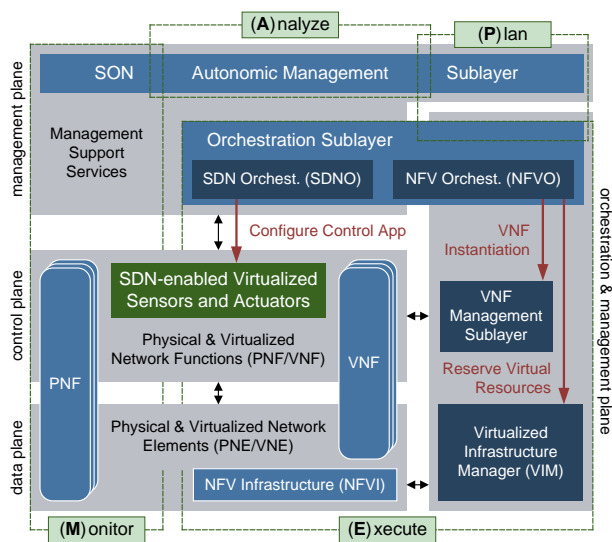 (A)nalyze
(P)lan
SON Autonomic Management Sublayer
management plane
Management
Support
Services
Orchestration Sublayer
SDN Orchest. (SDNO)
NFV Orchest. (NFVO)
Configure Control App
VNF
Instantiation
orchestration & management plane
control plane
PNF
SDN-enabled Virtualized
Sensors and Actuators
Physical & Virtualized
Network Functions (PNF/VNF)
VNF
VNF
Management
Sublayer
Reserve Virtual
Resources
data plane
Physical & Virtualized Network
Elements (PNE/VNE)
NFV Infrastructure (NFVI)
Virtualized
Infrastructure
Manager (VIM)
(M)onitor
(E)xecute